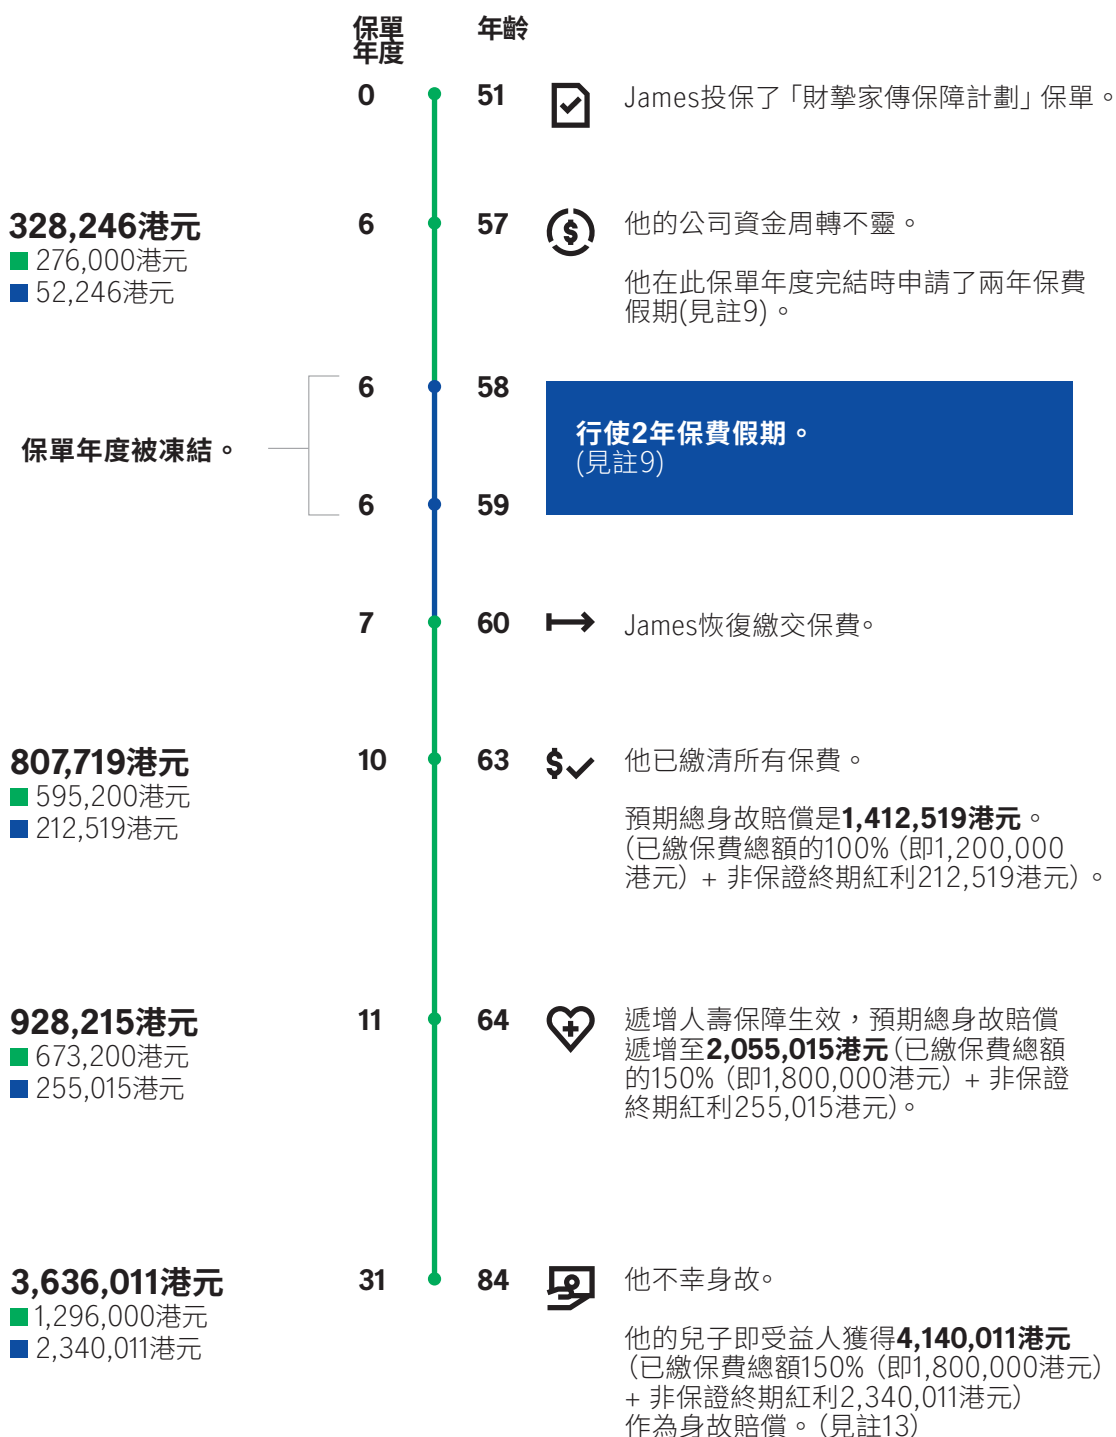 保單
年度
年齡
0
51
James投保了「財摯家傳保障計劃」保單。
328,246港元
276,000港元
52,246港元
6
57
他的公司資金周轉不靈。
他在此保單年度完結時申請了兩年保費
假期(見註9)。
保單年度被凍結。
6
58
行使2年保費假期。
(見註9)
6
59
7
60
James恢復繳交保費。
807,719港元
595,200港元
212,519港元
10
63
他已繳清所有保費。
預期總身故賠償是1,412,519港元。
(已繳保費總額的100% (即1,200,000
港元) + 非保證終期紅利212,519港元)。
928,215港元
673,200港元
255,015港元
11
64
遞增人壽保障生效，預期總身故賠償
遞增至2,055,015港元(已繳保費總額
的150% (即1,800,000港元) + 非保證
終期紅利255,015港元)。
3,636,011港元
1,296,000港元
2,340,011港元
31
84
他不幸身故。
他的兒子即受益人獲得4,140,011港元
(已繳保費總額150% (即1,800,000港元)
+ 非保證終期紅利2,340,011港元)
作為身故賠償。(見註13)